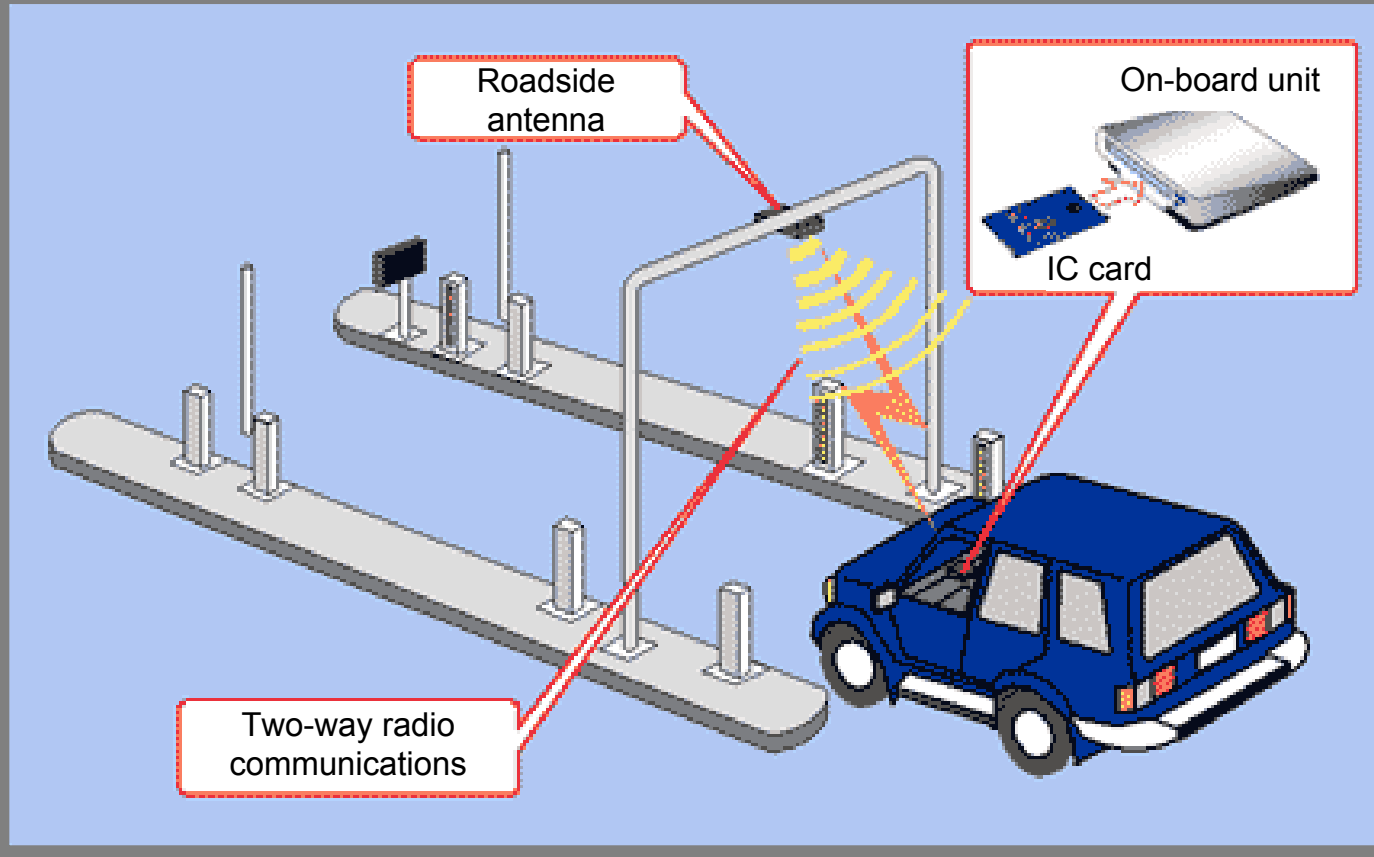 Roadside
antenna
On-board unit
IC card
Two-way radio
communications